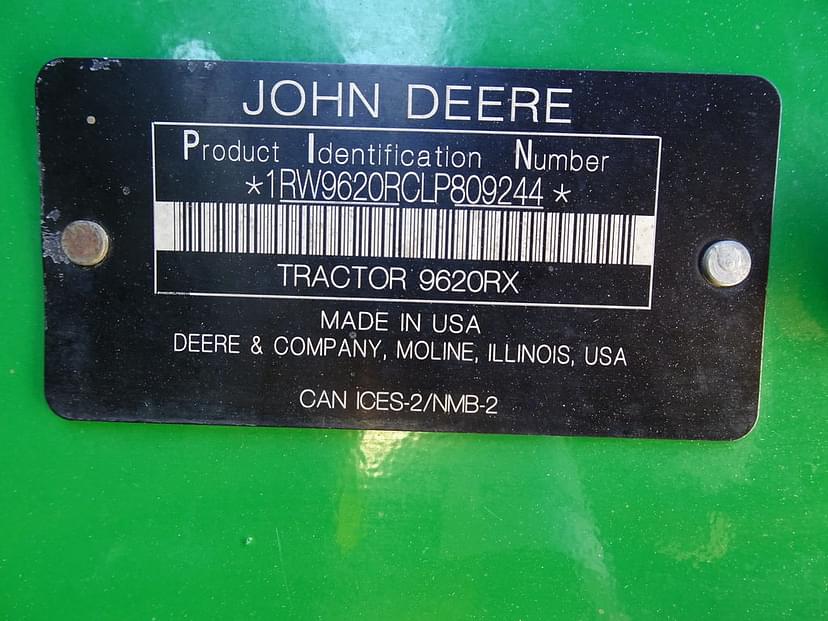 JOHN DEERE
Product Identification Number
*1RW9620RCLP809244*
TRACTOR 9620RX
MADE IN USA
DEERE & COMPANY, MOLINE, ILLINOIS, USA
CAN ICES-2/NMB-2